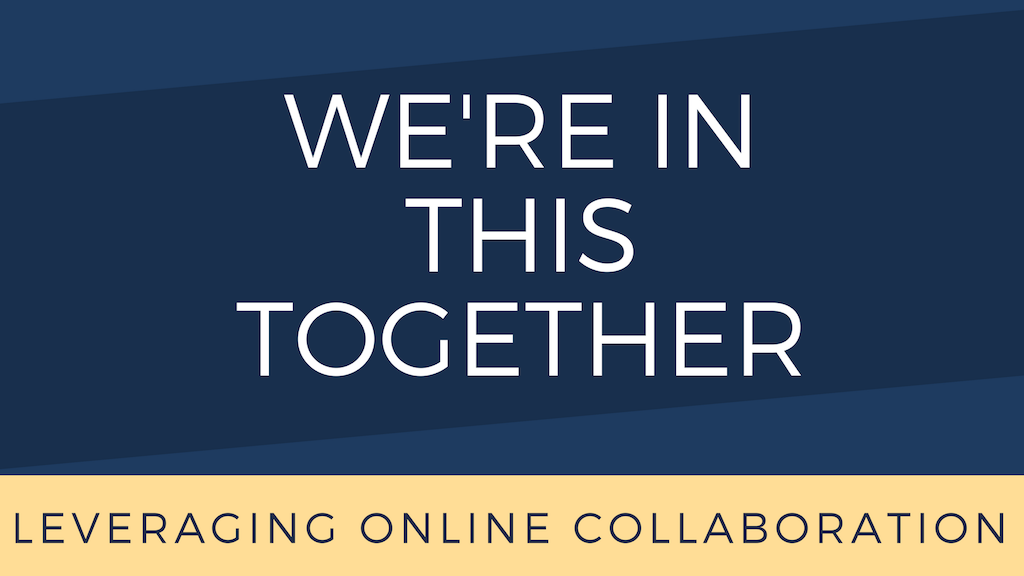 WE'RE IN
THIS
TOGETHER
LEVERAGING ONLINE COLLABORATION